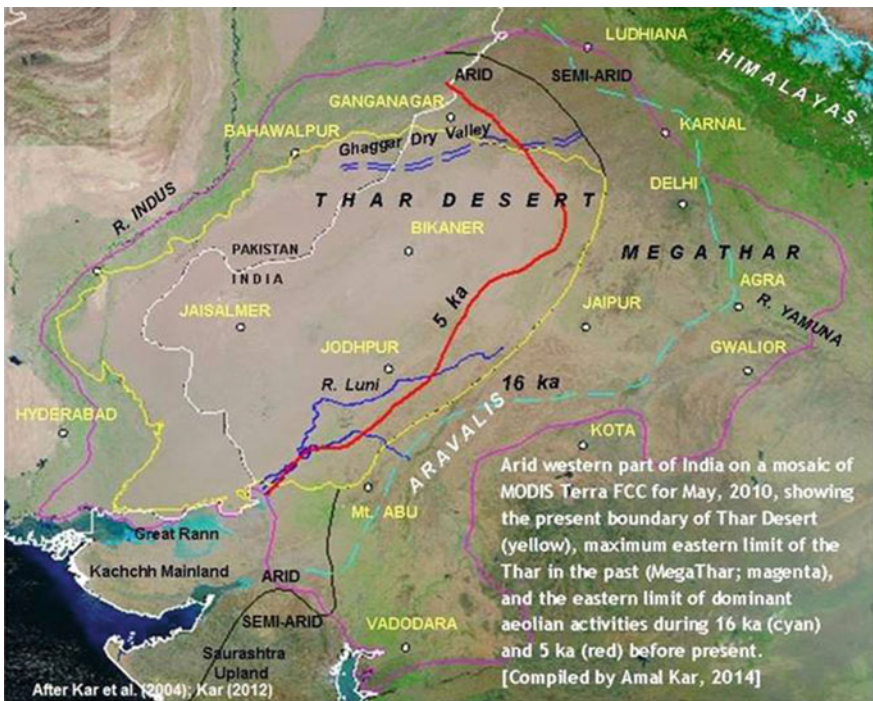 LUDHIANA
HIMALAYAS
ARID
SEMI-ARID
GANGANAGAR
BAHAWALPUR
KARNAL
Ghaggar Dry Valley
DELHI
THAR DESERT
R. INDUS
BIKANER
MEGATHAR
PAKISTAN
INDIA
5 ka
AGRA
R. YAMUNA
JAISALMER
JAIPUR
JODHPUR
GWALIOR
R. Luni
16 ka
HYDERABAD
ARAVALIS
KOTA
Mt. ABU
Great Rann
Kachchh Mainland
ARID
SEMI-ARID
VADODARA
Saurashtra
Upland
Arid western part of India on a mosaic of
MODIS Terra FCC for May, 2010, showing
the present boundary of Thar Desert
(yellow), maximum eastern limit of the
Thar in the past (MegaThar; magenta),
and the eastern limit of dominant
aeolian activities during 16 ka (cyan)
and 5 ka (red) before present.
[Compiled by Amal Kar, 2014]
After Kar et al. (2004); Kar (2012)